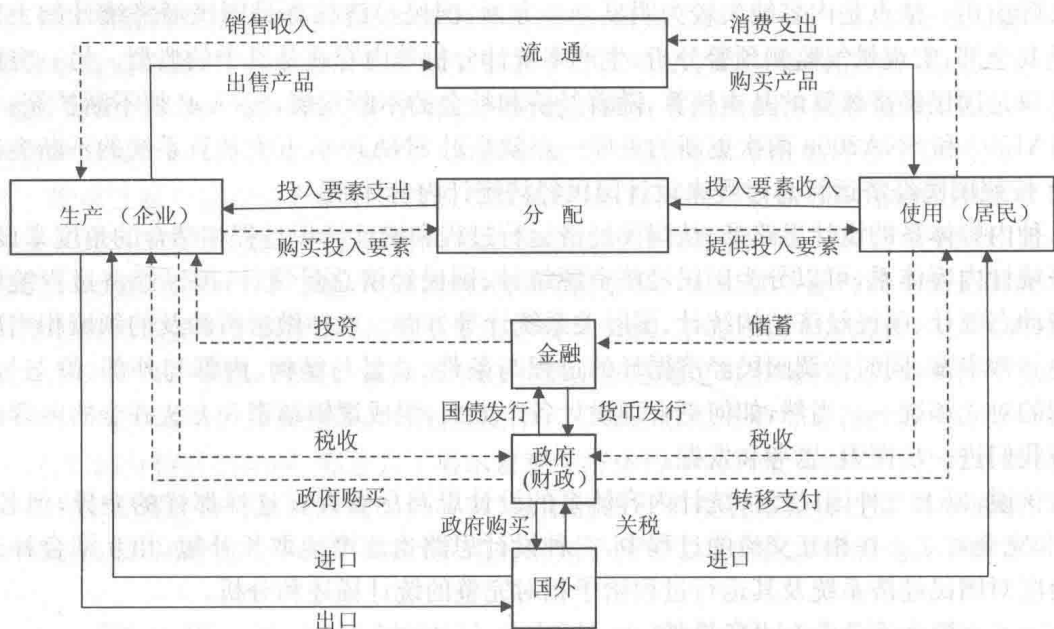 销售收入
消费支出
流 通
出售产品
购买产品
投入要素支出
投入要素收入
生产 （企业）
分 配
使用 （居民）
购买投入要素
提供投入要素
投资
储蓄
金融
国债发行
货币发行
税收
税收
政府
(财政)
政府购买
转移支付
政府购买
关税
进口
进口
国外
出口